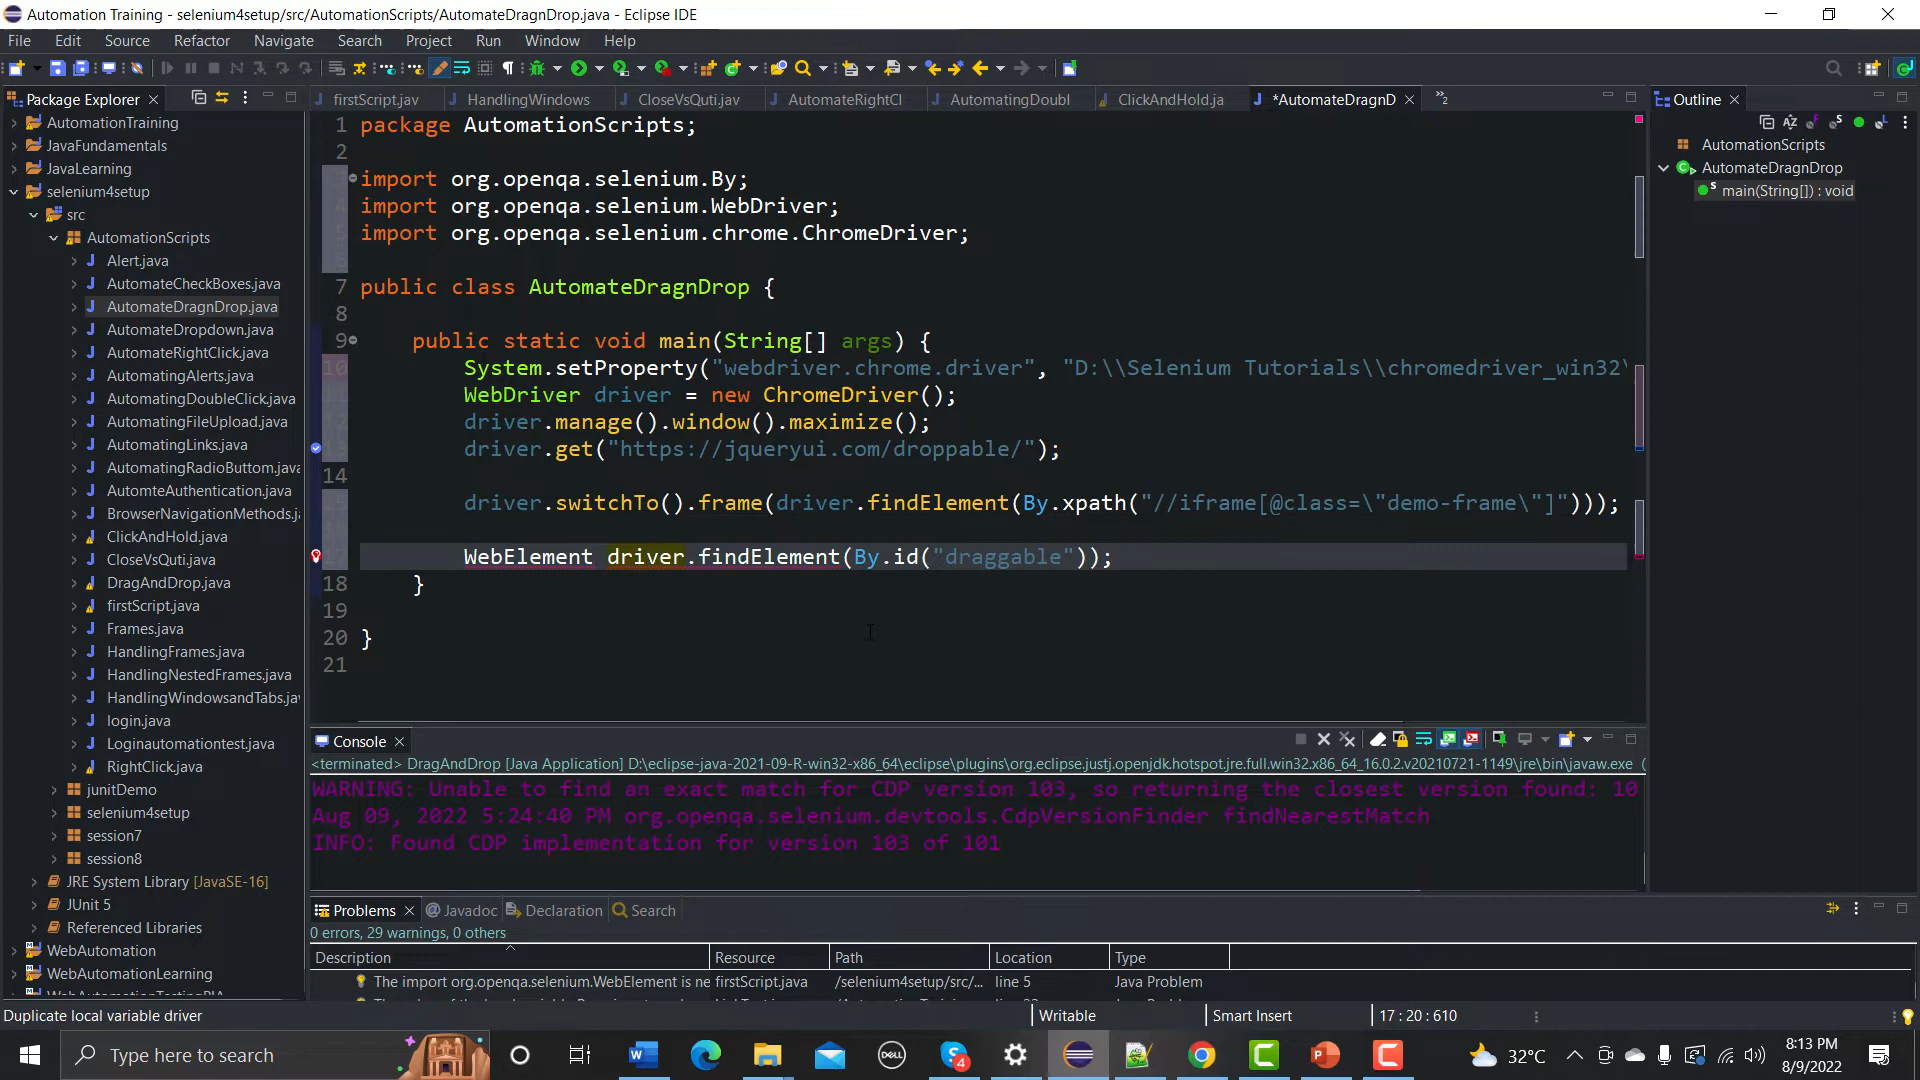 Automation Training - selenium4setup/src/AutomationScripts/AutomateDragnDrop.java - Eclipse IDE
File Edit Source Refactor Navigate Search Project Run Window Help
Package Explorer
AutomationTraining
JavaFundamentals
JavaLearning
selenium4setup
src
AutomationScripts
Alert.java
AutomateCheckBoxes.java
AutomateDragnDrop.java
AutomateDropdown.java
AutomateRightClick.java
AutomatingAlerts.java
AutomatingDoubleClick.java
AutomatingFileUpload.java
AutomatingLinks.java
AutomatingRadioButtom.java
AutomteAuthentication.java
BrowserNavigationMethods.ja
ClickAndHold.java
CloseVsQuti.java
DragAndDrop.java
firstScript.java
Frames.java
HandlingFrames.java
HandlingNestedFrames.java
HandlingWindowsandTabs.jav
login.java
Loginautomationtest.java
RightClick.java
junitDemo
selenium4setup
session7
session8
JRE System Library [JavaSE-16]
JUnit 5
Referenced Libraries
WebAutomation
WebAutomationLearning
firstScript.jav HandlingWindows CloseVsQuti.jav AutomateRightCl AutomatingDoubl ClickAndHold.ja *AutomateDragnD »2
1 package AutomationScripts;
2
import org.openqa.selenium.By;
import org.openqa.selenium.WebDriver;
import org.openqa.selenium.chrome.ChromeDriver;
7 public class AutomateDragnDrop {
8
9 public static void main(String[] args) {
10 System.setProperty("webdriver.chrome.driver", "D:\\Selenium Tutorials\\chromedriver_win32\
WebDriver driver = new ChromeDriver();
driver.manage().window().maximize();
driver.get("https://jqueryui.com/droppable/");
14
driver.switchTo().frame(driver.findElement(By.xpath("//iframe[@class=\"demo-frame\"]")));
17 WebElement driver.findElement(By.id("draggable"));
18 }
19
20 }
21
Outline
AutomationScripts
AutomateDragnDrop
main(String[]) : void
Console
<terminated> DragAndDrop [Java Application] D:\eclipse-java-2021-09-R-win32-x86_64\eclipse\plugins\org.eclipse.justj.openjdk.hotspot.jre.full.win32.x86_64_16.0.2.v20210721-1149\jre\bin\javaw.exe (
WARNING: Unable to find an exact match for CDP version 103, so returning the closest version found: 10
Aug 09, 2022 5:24:40 PM org.openqa.selenium.devtools.CdpVersionFinder findNearestMatch
INFO: Found CDP implementation for version 103 of 101
Problems Javadoc Declaration Search
0 errors, 29 warnings, 0 others
Description Resource Path Location Type
The import org.openqa.selenium.WebElement is ne firstScript.java /selenium4setup/src/... line 5 Java Problem
Duplicate local variable driver Writable Smart Insert 17 : 20 : 610
Type here to search
32°C
8:13 PM
8/9/2022